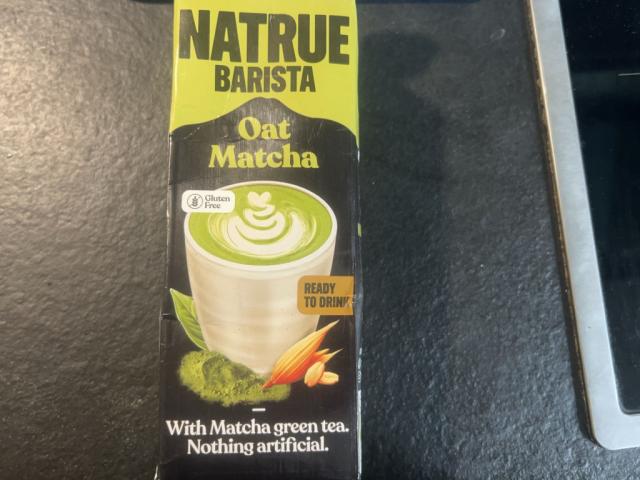 NATRUE
BARISTA
Oat
Matcha
Gluten
Free
READY
TO DRINK
With Matcha green tea.
Nothing artificial.